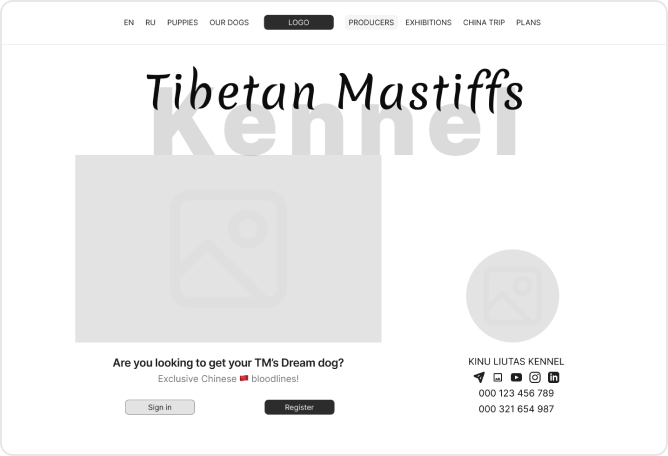 EN RU PUPPIES OUR DOGS LOGO PRODUCERS EXHIBITIONS CHINA TRIP PLANS
Tibetan Mastiffs
Kennel
Are you looking to get your TM's Dream dog?
Exclusive Chinese 🇨🇳 bloodlines!
Sign in Register
KINU LIUTAS KENNEL
000 123 456 789
000 321 654 987